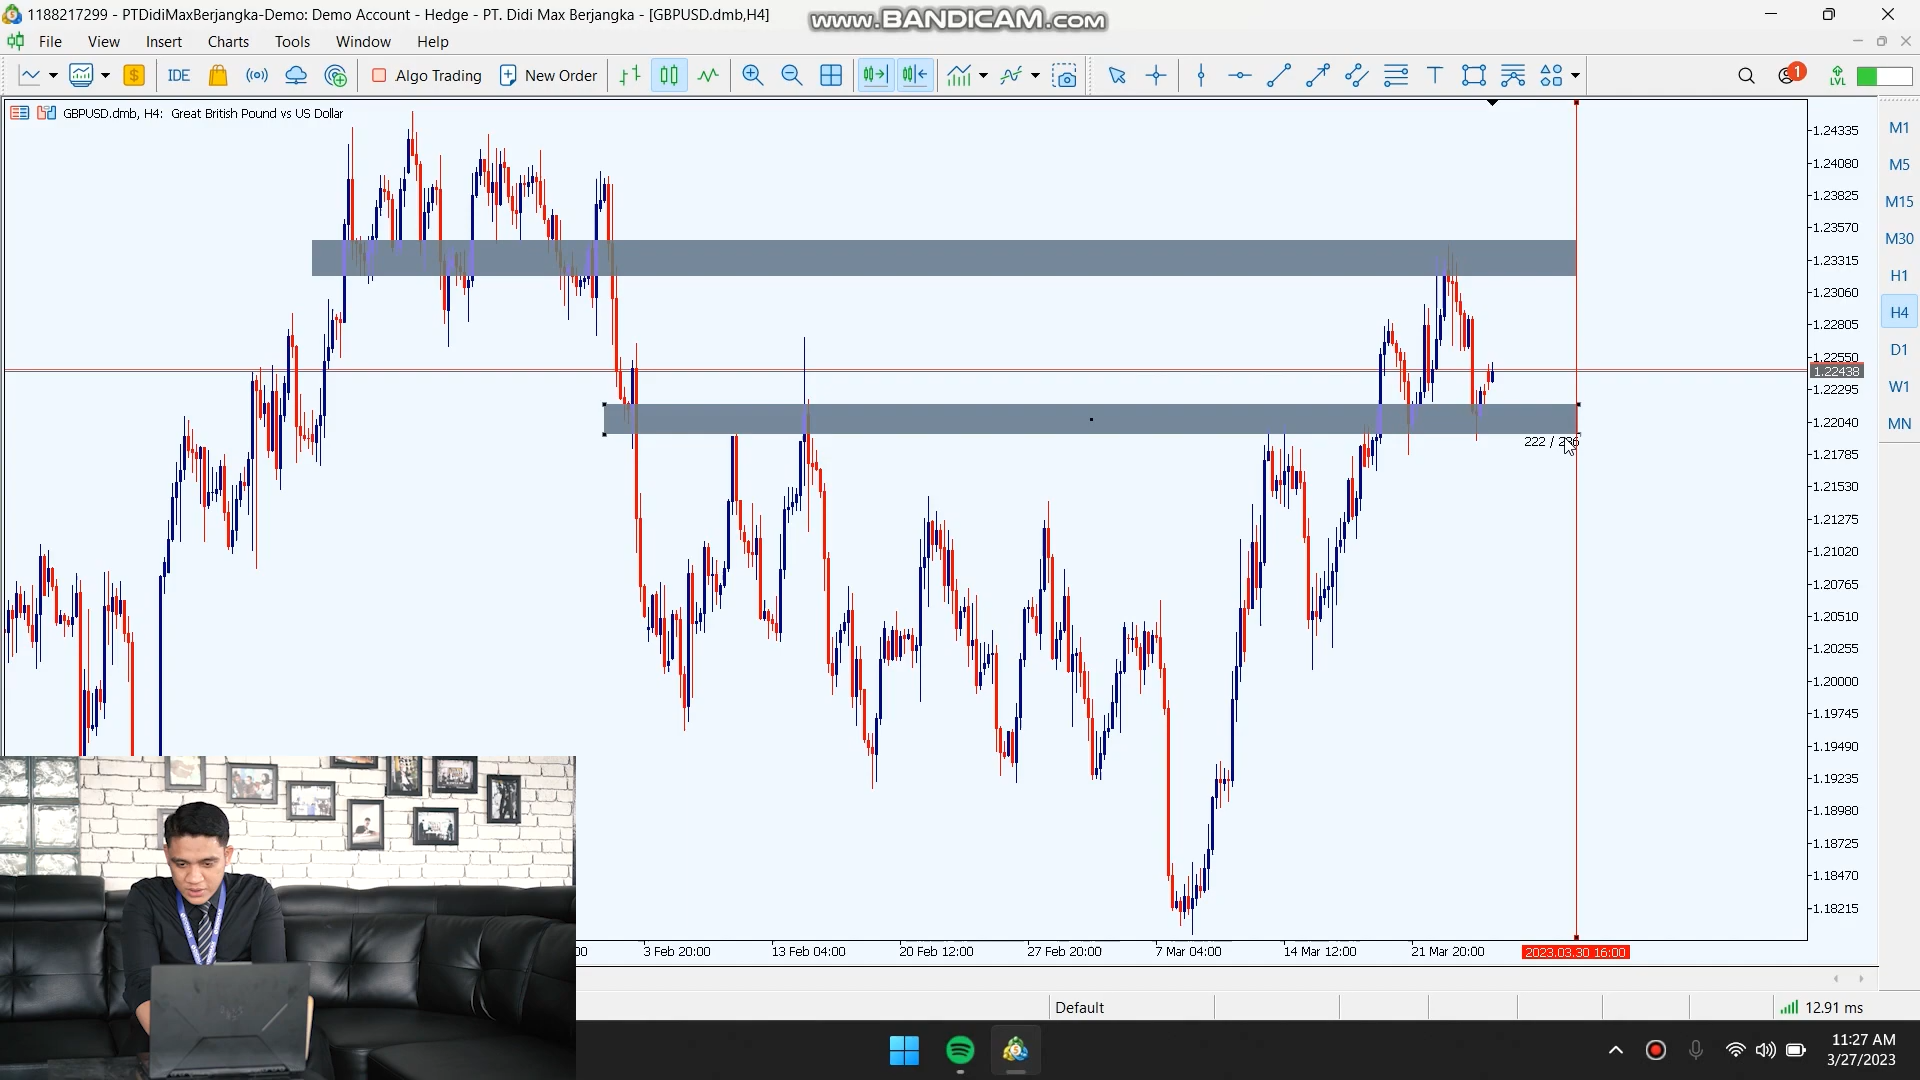 1188217299 - PTDidiMaxBerjangka-Demo: Demo Account - Hedge - PT. Didi Max Berjangka - [GBPUSD.dmb,H4]
www.BANDICAM.com
File View Insert Charts Tools Window Help
IDE Algo Trading New Order 1
GBPUSD.dmb, H4: Great British Pound vs US Dollar
1.24335
1.24080
1.23825
1.23570
1.23315
1.23060
1.22805
1.22550
1.22438
1.22295
1.22040
1.21785
1.21530
1.21275
1.21020
1.20765
1.20510
1.20255
1.20000
1.19745
1.19490
1.19235
1.18980
1.18725
1.18470
1.18215
M1
M5
M15
M30
H1
H4
D1
W1
MN
222 /
3 Feb 20:00 13 Feb 04:00 20 Feb 12:00 27 Feb 20:00 7 Mar 04:00 14 Mar 12:00 21 Mar 20:00 2023.03.30 16:00
Default 12.91 ms
11:27 AM
3/27/2023